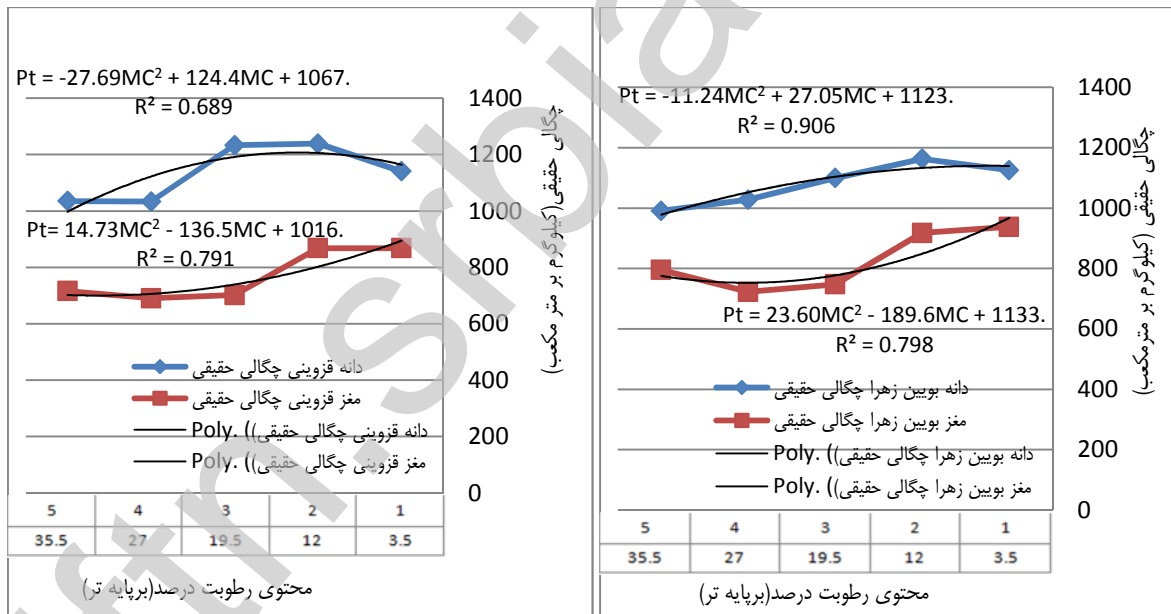 Pt = -27.69MC² + 124.4MC + 1067.
R² = 0.689
Pt= 14.73MC² - 136.5MC + 1016.
R² = 0.791
دانه قزوینی چگالی حقیقی
مغز قزوینی چگالی حقیقی
Poly. (دانه قزوینی چگالی حقیقی)
Poly. (مغز قزوینی چگالی حقیقی)
1400
1200
1000
800
600
400
200
0
چگالی حقیقی(کیلوگرم بر متر مکعب)
5 4 3 2 1
35.5 27 19.5 12 3.5
محتوی رطوبت درصد(برپایه تر)
Pt = -11.24MC² + 27.05MC + 1123.
R² = 0.906
Pt = 23.60MC² - 189.6MC + 1133.
R² = 0.798
دانه بویین زهرا چگالی حقیقی
مغز بویین زهرا چگالی حقیقی
Poly. (دانه بویین زهرا چگالی حقیقی)
Poly. (مغز بویین زهرا چگالی حقیقی)
1400
1200
1000
800
600
400
200
0
چگالی حقیقی (کیلوگرم بر مترمکعب)
5 4 3 2 1
35.5 27 19.5 12 3.5
محتوی رطوبت درصد(برپایه تر)